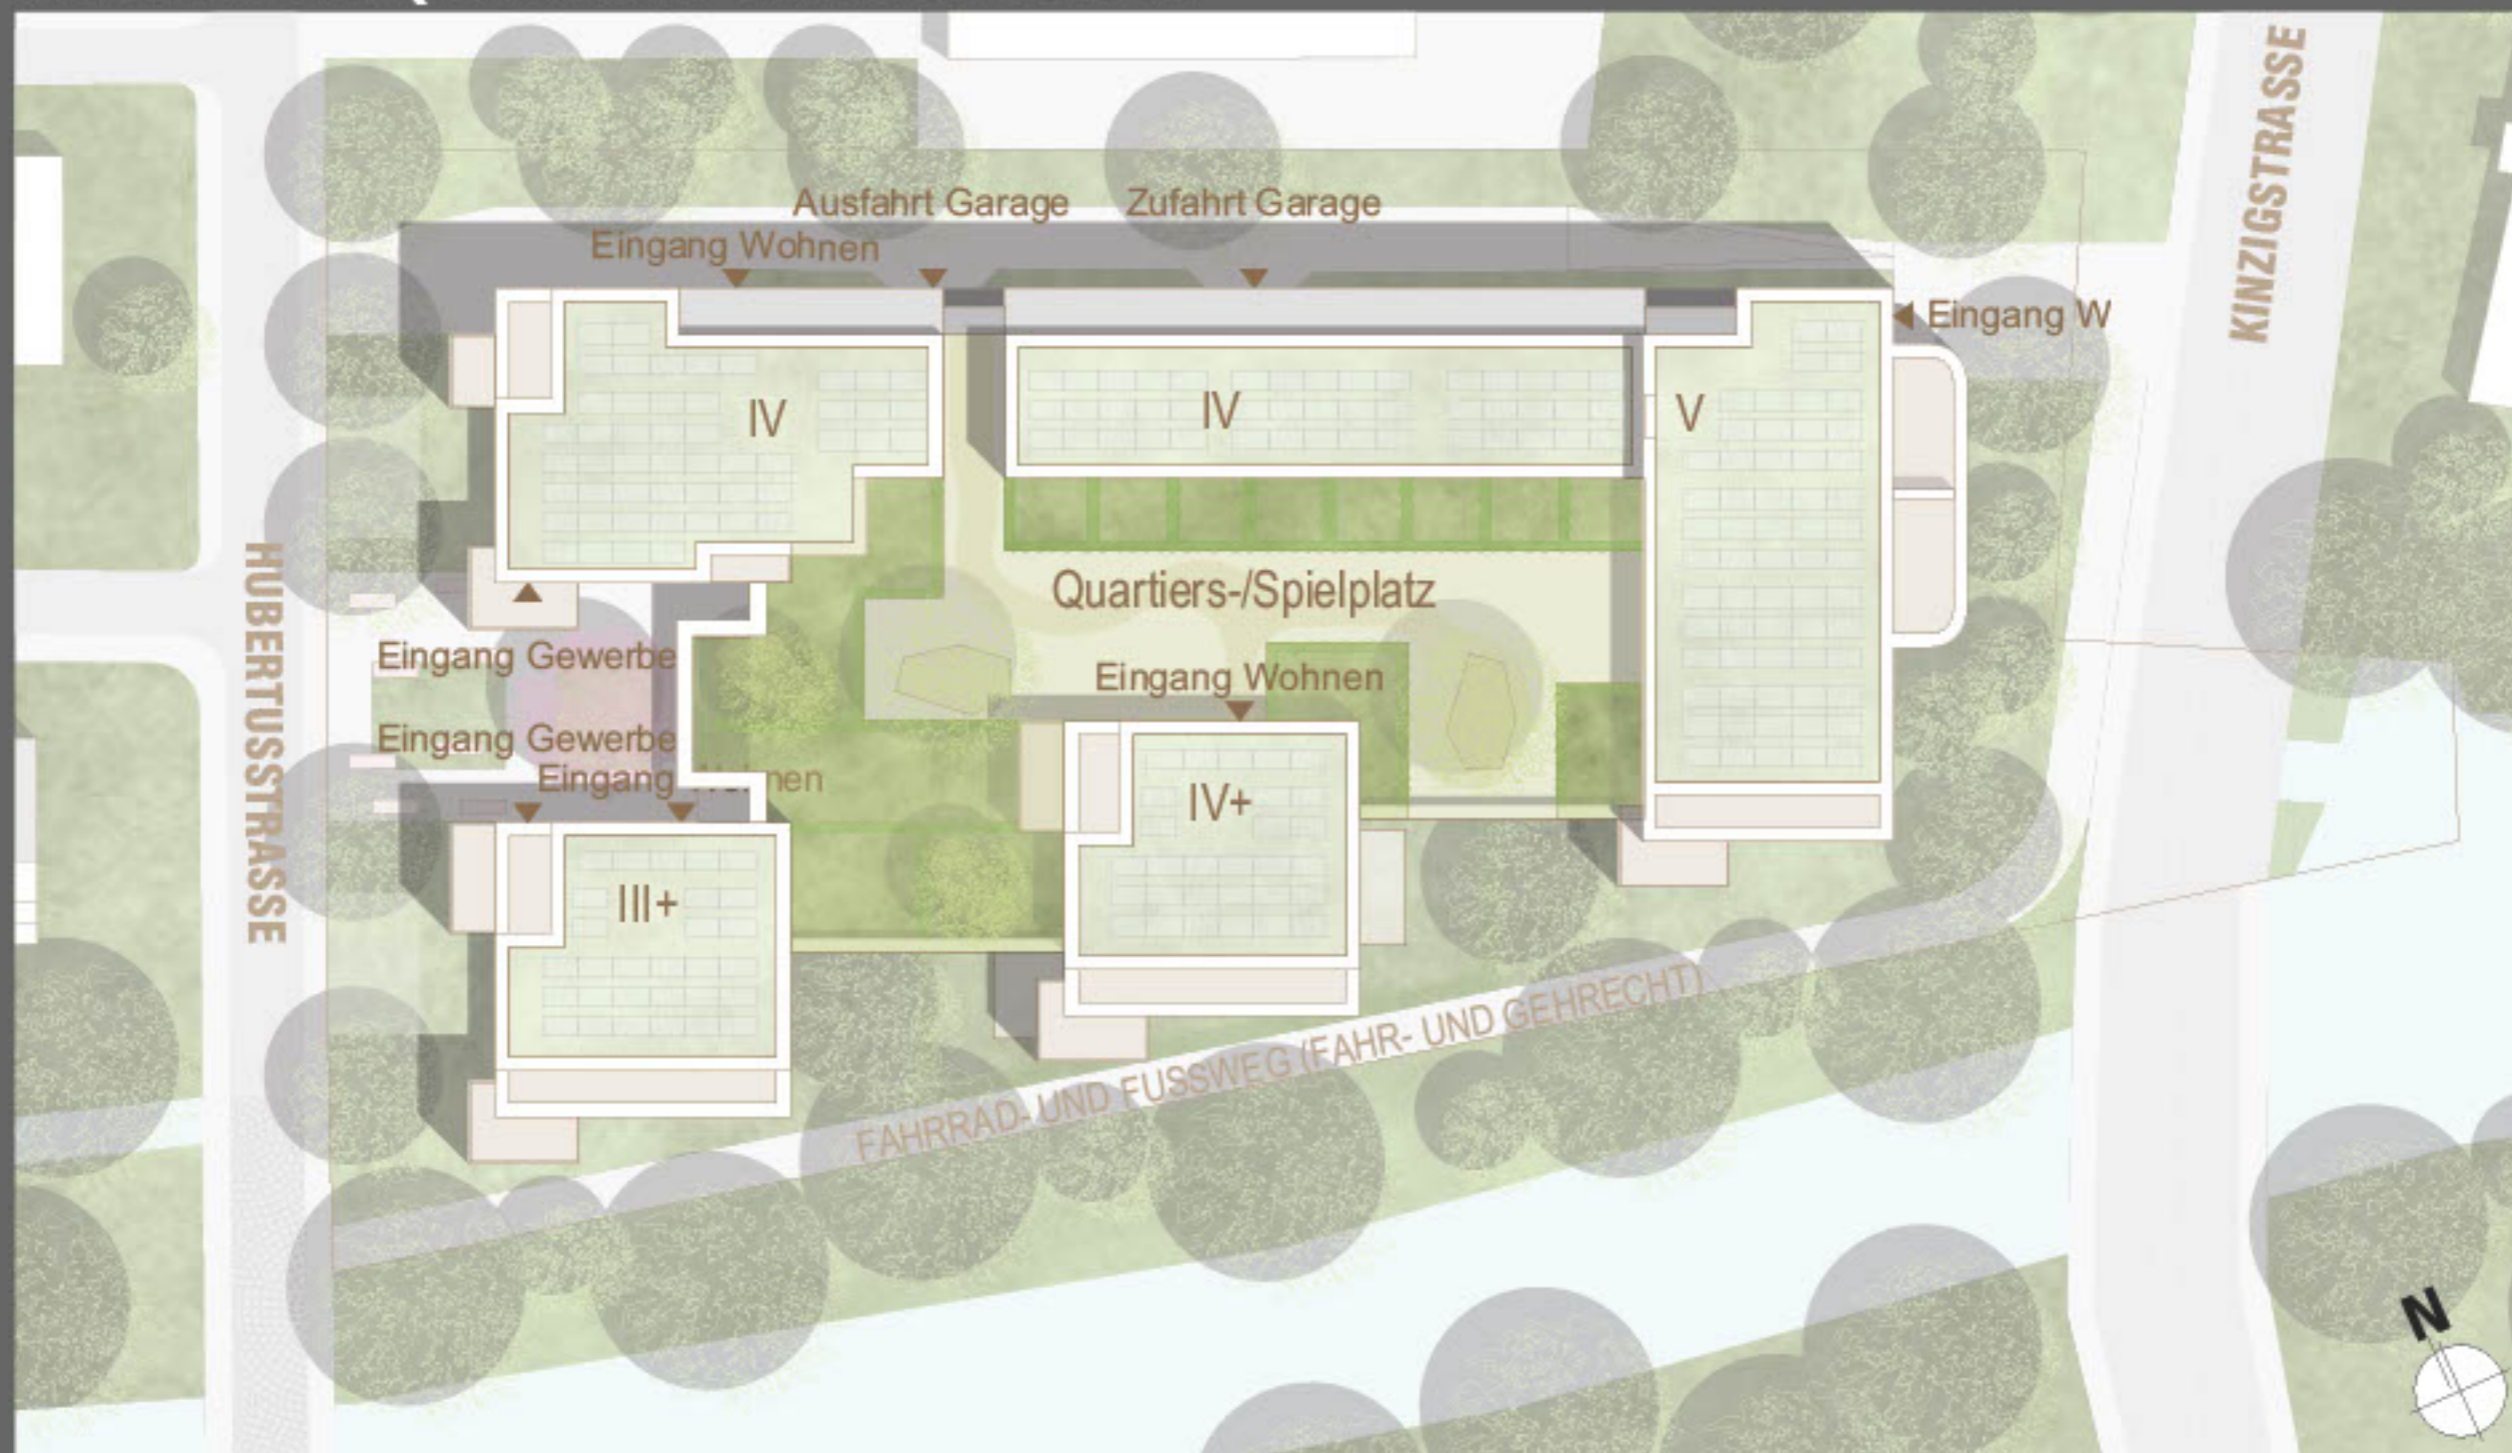 KINZIGSTRASSE
Ausfahrt Garage
Zufahrt Garage
Eingang Wohnen
Eingang W
IV
IV
V
HUBERTUSSTRASSE
Quartiers-/Spielplatz
Eingang Gewerbe
Eingang Wohnen
Eingang Gewerbe
Eingang
IV+
III+
FAHRRAD- UND FUSSWEG (FAHR- UND GEHRECHT)
N